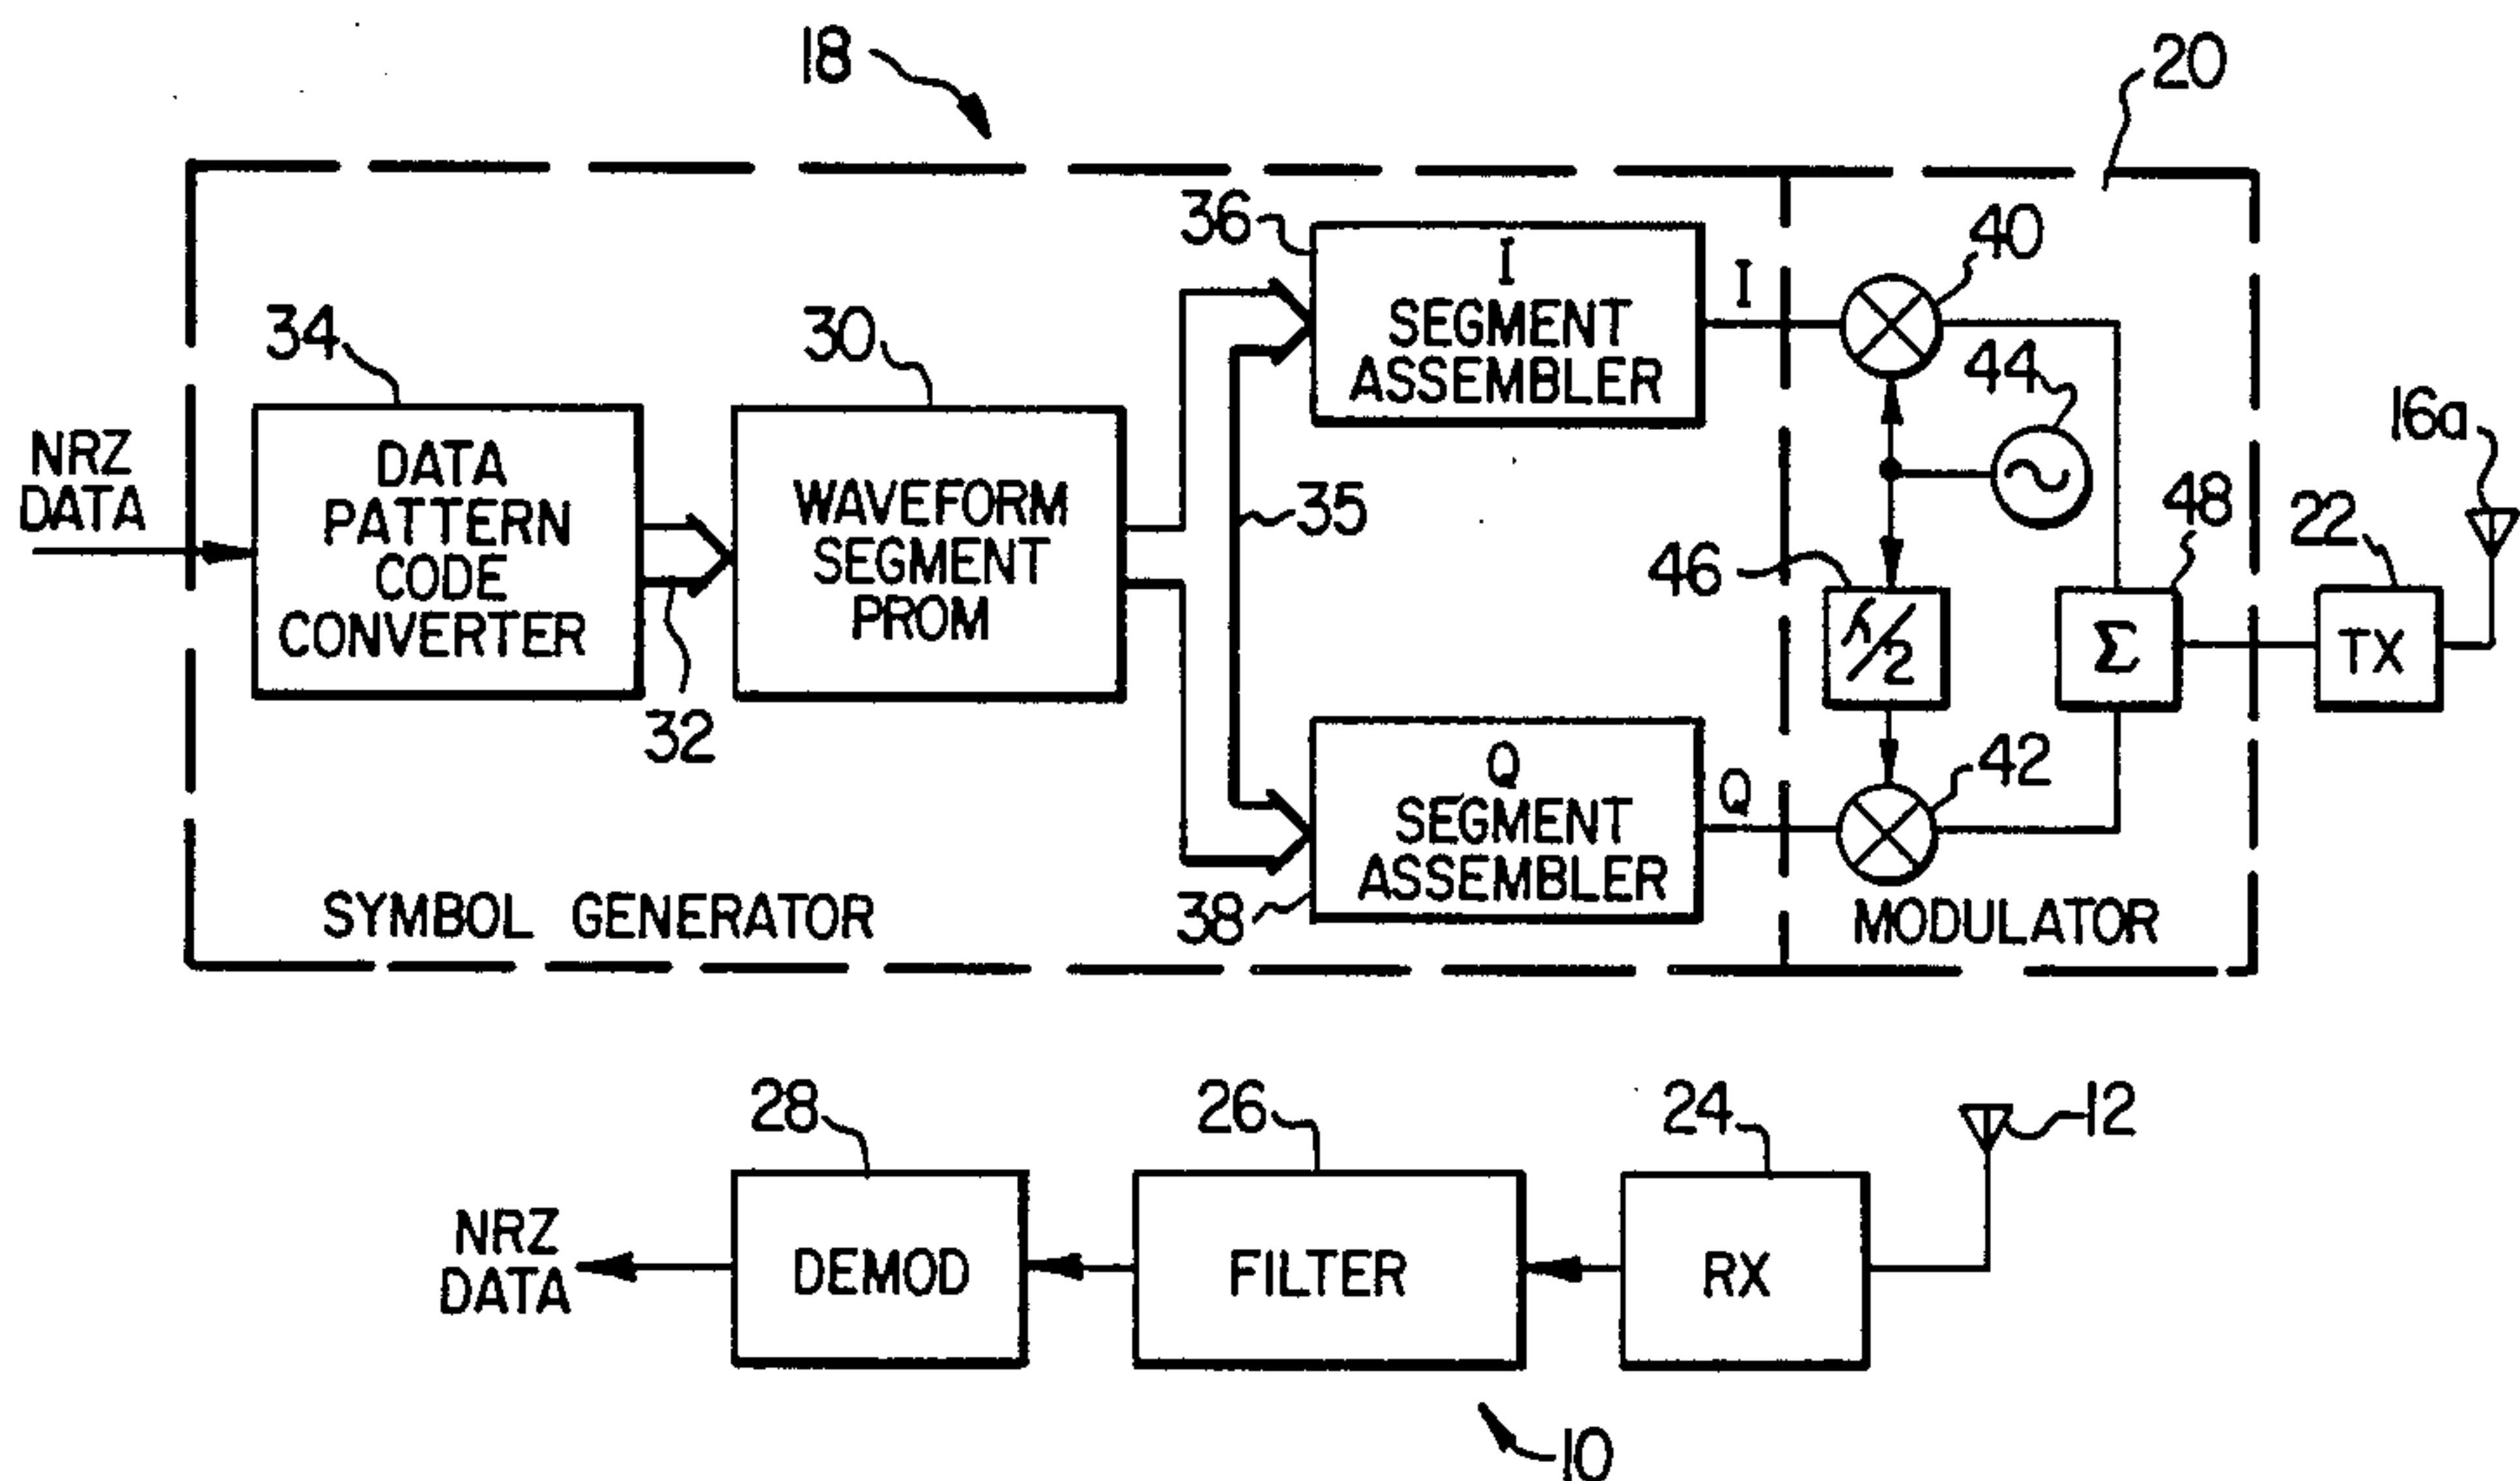 18
20
36
I
SEGMENT
ASSEMBLER
I
40
34
30
44
16a
NRZ
DATA
DATA
PATTERN
CODE
CONVERTER
WAVEFORM
SEGMENT
PROM
35
46
48
22
Σ
TX
32
Q
SEGMENT
ASSEMBLER
Q
42
38
SYMBOL GENERATOR
MODULATOR
28
26
24
12
NRZ
DATA
DEMOD
FILTER
RX
10